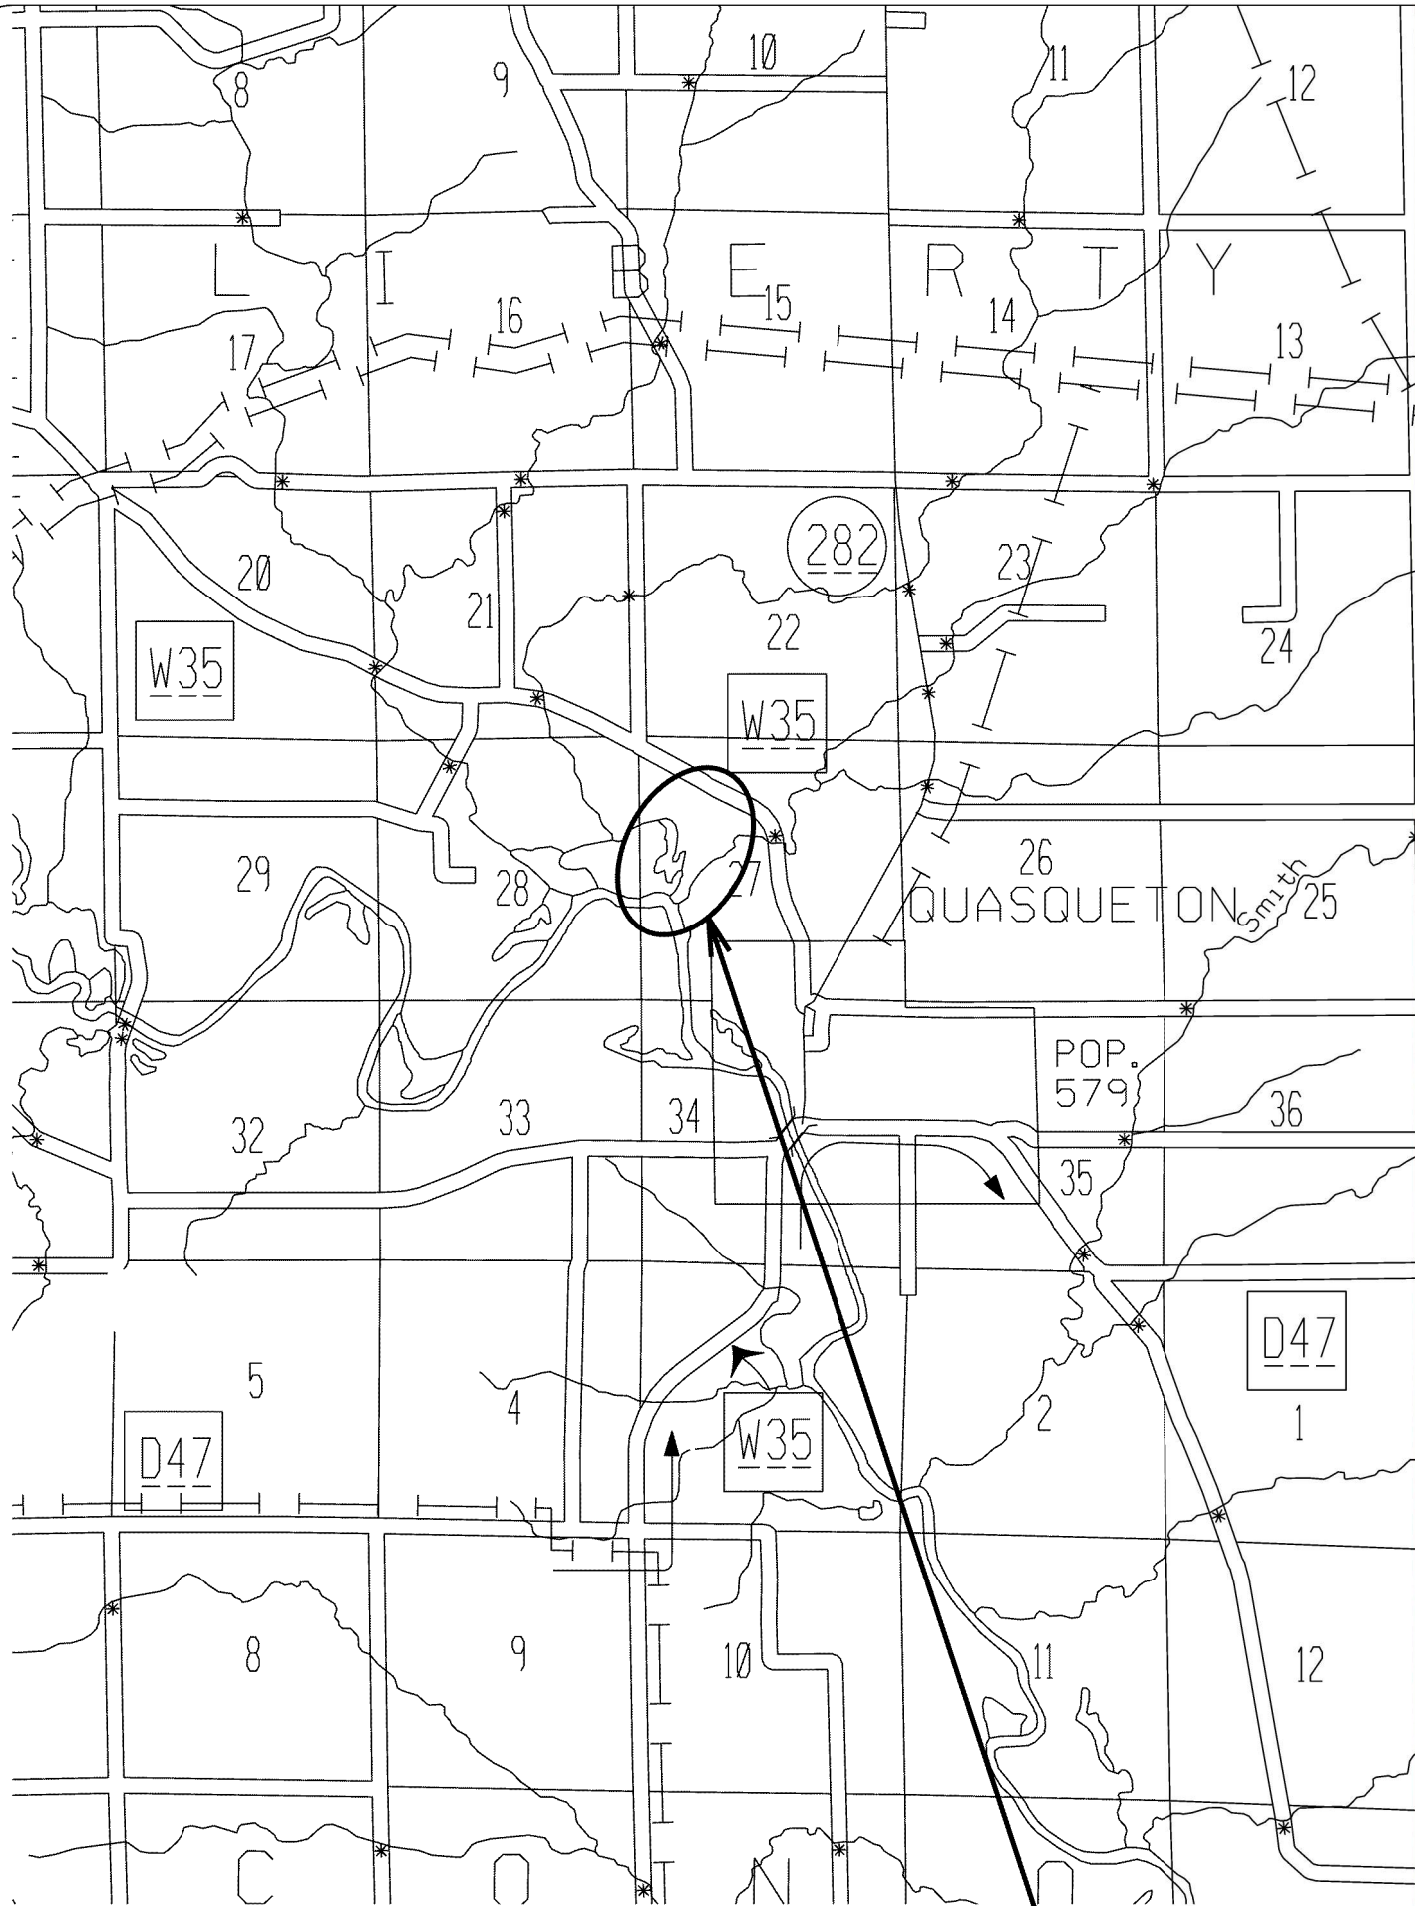 8 9 10 11 12
L I B E R T Y
17 16 15 14 13
282
20 21 22 23 24
W35
W35
29 28 27 26 25
QUASQUETON
Smith
POP.
579
32 33 34 35 36
D47
5 4 2 1
W35
D47
8 9 10 11 12
C O N